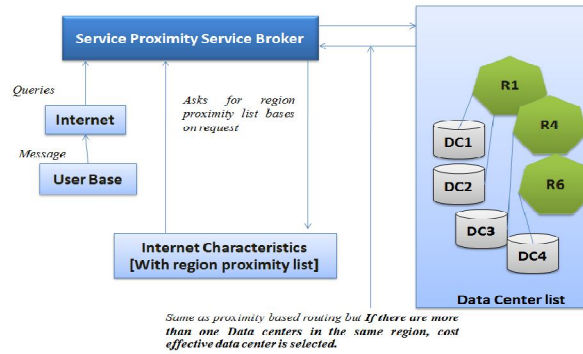 Service Proximity Service Broker
Queries
Internet
Message
User Base
Asks for region
proximity list bases
on request
Internet Characteristics
[With region proximity list]
R1
R4
R6
DC1
DC2
DC3
DC4
Data Center list
Same as proximity based routing but If there are more
than one Data centers in the same region, cost
effective data center is selected.